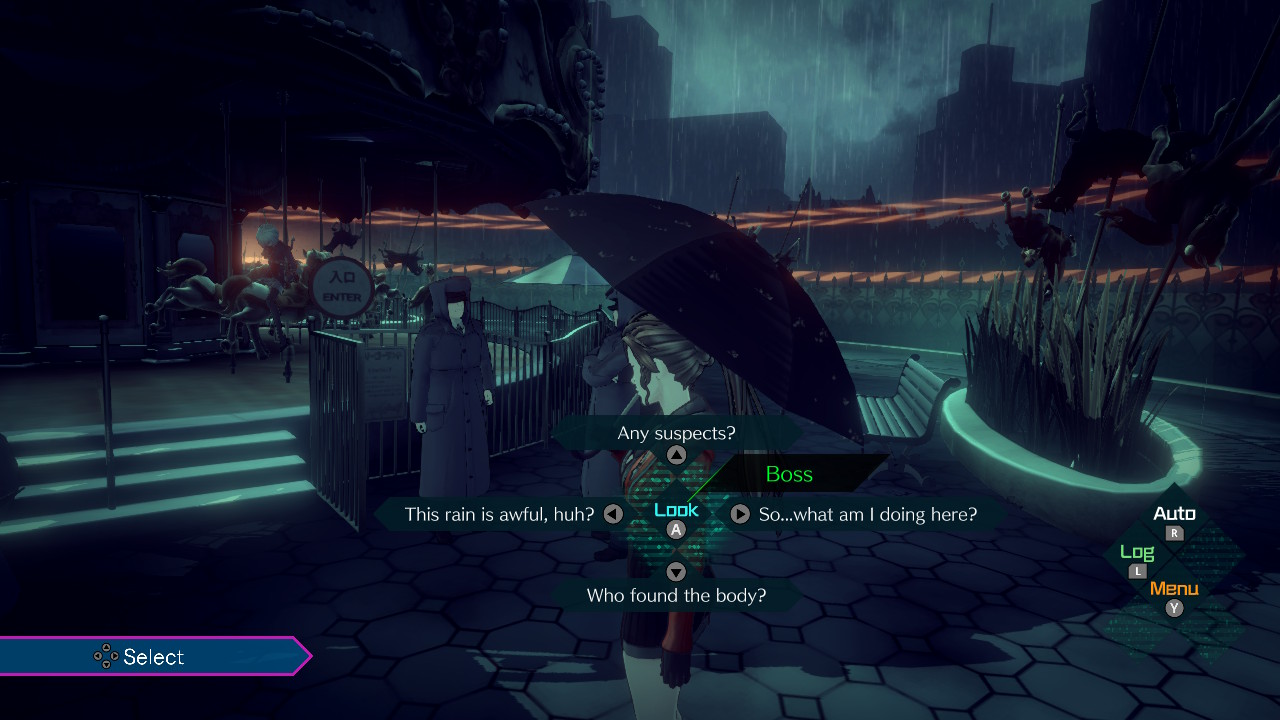 入口
ENTER
Any suspects?
Boss
This rain is awful, huh?
Look
A
So...what am I doing here?
Who found the body?
Auto
R
Log
L
Menu
Y
Select